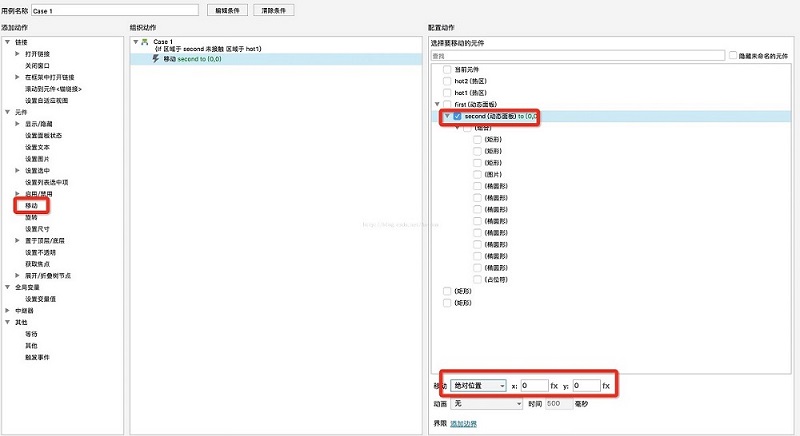 用例名称 Case 1 编辑条件 清除条件
添加动作 组织动作 配置动作
链接
打开链接
关闭窗口
在框架中打开链接
滚动到元件<锚链接>
设置自适应视图
元件
显示/隐藏
设置面板状态
设置文本
设置图片
设置选中
设置列表选中项
启用/禁用
移动
旋转
设置尺寸
置于顶层/底层
设置不透明
获取焦点
展开/折叠树节点
全局变量
设置变量值
中继器
其他
等待
其他
触发事件
Case 1
(If 区域于 second 未接触 区域于 hot1)
移动 second to (0,0)
选择要移动的元件
查找 隐藏未命名的元件
当前元件
hot2 (热区)
hot1 (热区)
first (动态面板)
second (动态面板) to (0,0
(组合)
(矩形)
(矩形)
(矩形)
(图片)
(椭圆形)
(椭圆形)
(椭圆形)
(椭圆形)
(椭圆形)
(椭圆形)
(椭圆形)
(椭圆形)
(占位符)
(矩形)
(矩形)
移动 绝对位置 x: 0 fx y: 0 fx
动画 无 时间 500 毫秒
界限 添加边界